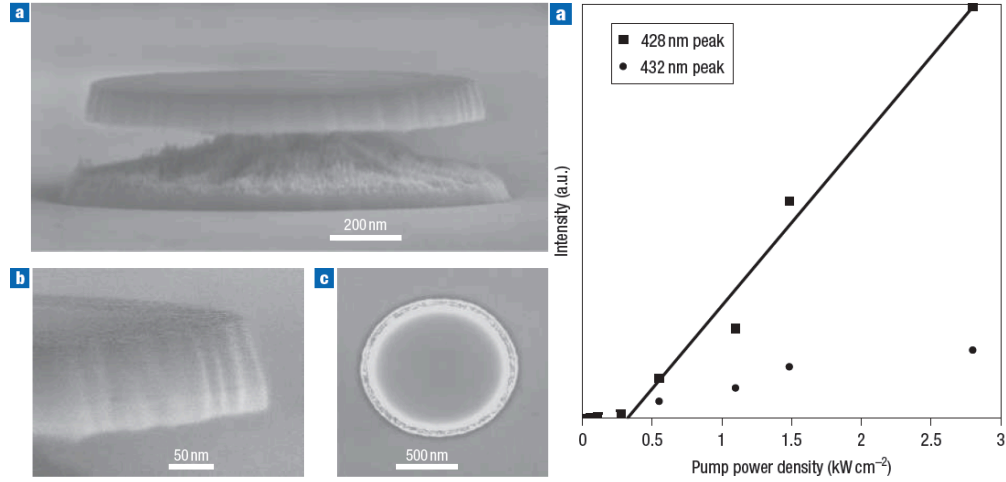 a
200 nm
b
50 nm
c
500 nm
a
428 nm peak
432 nm peak
Intensity (a.u.)
0
0.5
1
1.5
2
2.5
3
Pump power density (kW cm⁻²)